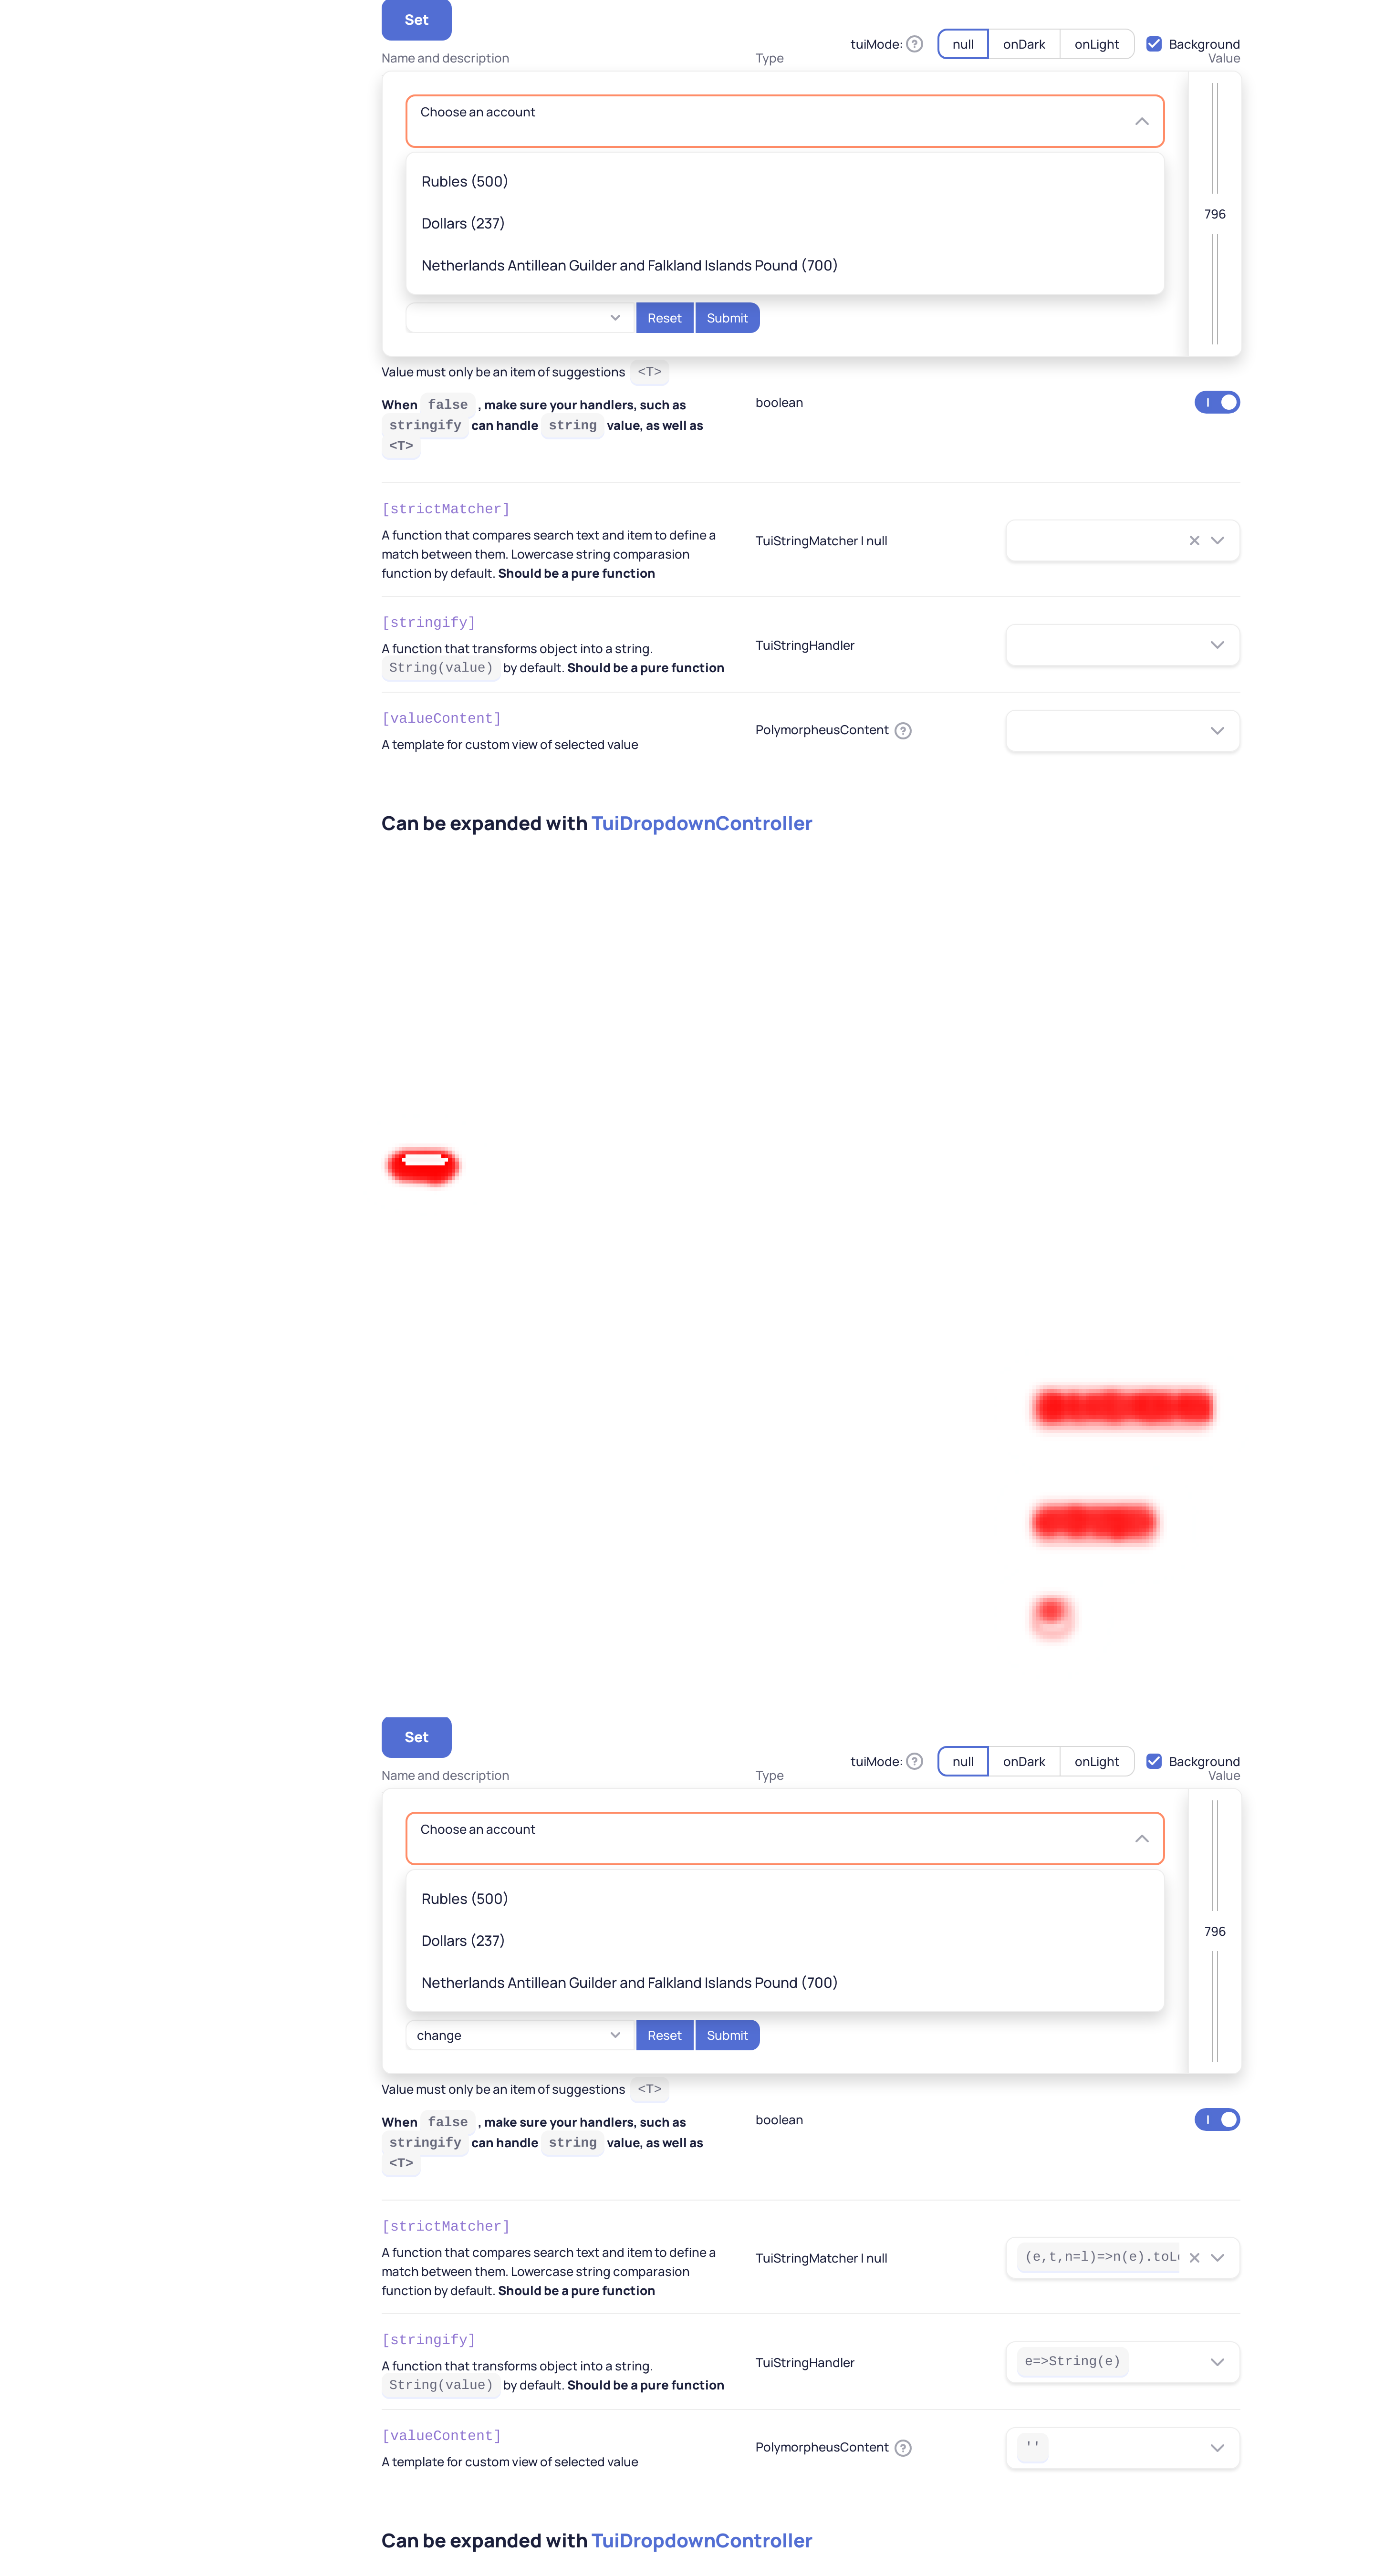 Set
tuiMode: ? null onDark onLight Background
Name and description Type Value
Choose an account
Rubles (500)
Dollars (237)
796
Netherlands Antillean Guilder and Falkland Islands Pound (700)
Reset Submit
Value must only be an item of suggestions <T>
When false , make sure your handlers, such as
stringify can handle string value, as well as
<T>
boolean
[strictMatcher]
A function that compares search text and item to define a
match between them. Lowercase string comparasion
function by default. Should be a pure function
TuiStringMatcher | null
[stringify]
A function that transforms object into a string.
String(value) by default. Should be a pure function
TuiStringHandler
[valueContent]
A template for custom view of selected value
PolymorpheusContent ?
Can be expanded with TuiDropdownController
Set
tuiMode: ? null onDark onLight Background
Name and description Type Value
Choose an account
Rubles (500)
Dollars (237)
796
Netherlands Antillean Guilder and Falkland Islands Pound (700)
change Reset Submit
Value must only be an item of suggestions <T>
When false , make sure your handlers, such as
stringify can handle string value, as well as
<T>
boolean
[strictMatcher]
A function that compares search text and item to define a
match between them. Lowercase string comparasion
function by default. Should be a pure function
TuiStringMatcher | null
(e,t,n=l)=>n(e).toL
[stringify]
A function that transforms object into a string.
String(value) by default. Should be a pure function
TuiStringHandler
e=>String(e)
[valueContent]
A template for custom view of selected value
PolymorpheusContent ?
''
Can be expanded with TuiDropdownController